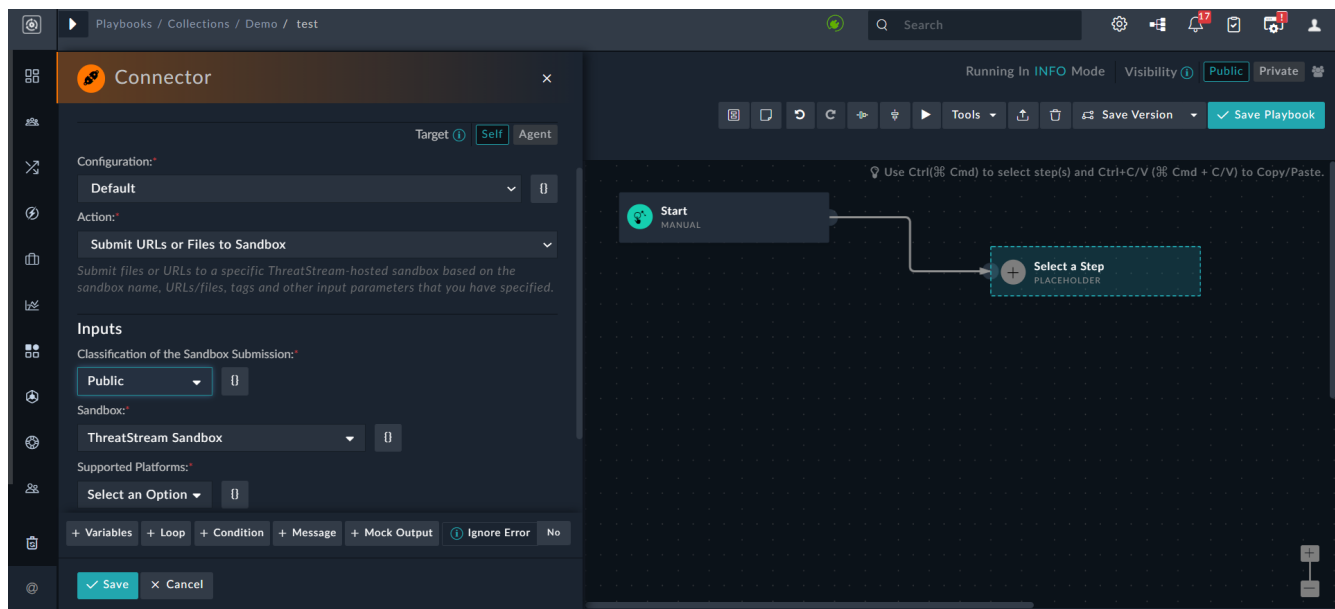 Playbooks / Collections / Demo / test
Search
17
!
Connector
Target Self Agent
Configuration:*
Default
{}
Action:*
Submit URLs or Files to Sandbox
Submit files or URLs to a specific ThreatStream-hosted sandbox based on the
sandbox name, URLs/files, tags and other input parameters that you have specified.
Inputs
Classification of the Sandbox Submission:*
Public
{}
Sandbox:*
ThreatStream Sandbox
{}
Supported Platforms:*
Select an Option
{}
+ Variables + Loop + Condition + Message + Mock Output Ignore Error No
Save × Cancel
@
Running In INFO Mode Visibility Public Private
Tools Save Version Save Playbook
Use Ctrl(⌘ Cmd) to select step(s) and Ctrl+C/V (⌘ Cmd + C/V) to Copy/Paste.
Start
MANUAL
Select a Step
PLACEHOLDER